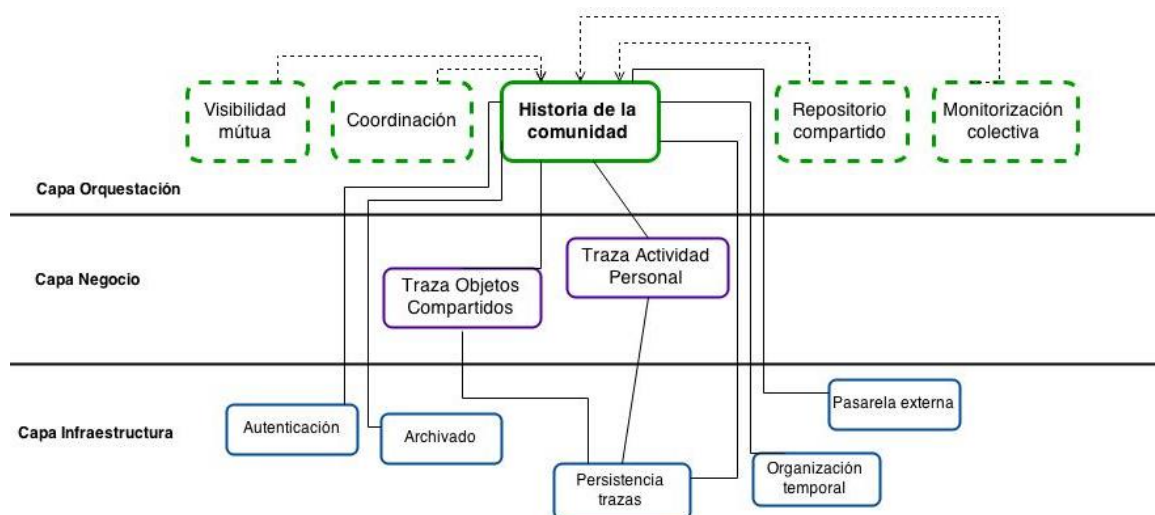 Visibilidad
mútua
Coordinación
Historia de la
comunidad
Repositorio
compartido
Monitorización
colectiva
Capa Orquestación
Capa Negocio
Traza Objetos
Compartidos
Traza Actividad
Personal
Capa Infraestructura
Autenticación
Archivado
Persistencia
trazas
Organización
temporal
Pasarela externa